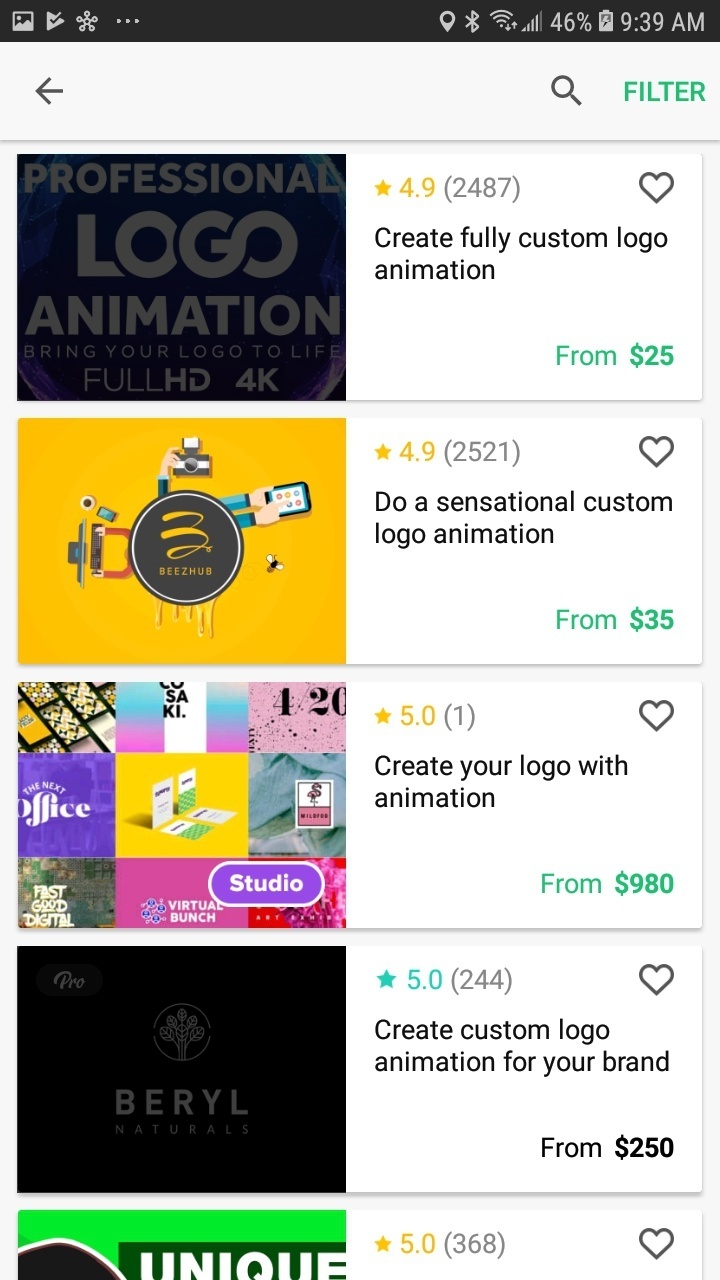 46% 9:39 AM
FILTER
PROFESSIONAL
LOGO
ANIMATION
BRING YOUR LOGO TO LIFE
FULLHD 4K
4.9 (2487)
Create fully custom logo
animation
From $25
BEEZHUB
4.9 (2521)
Do a sensational custom
logo animation
From $35
CO
SA
KI.
4/20
THE NEXT
Office
MILDFOD
FAST
GOOD
DIGITAL
VIRTUAL
BUNCH
Studio
5.0 (1)
Create your logo with
animation
From $980
Pro
BERYL
NATURALS
5.0 (244)
Create custom logo
animation for your brand
From $250
UNIQUE
5.0 (368)